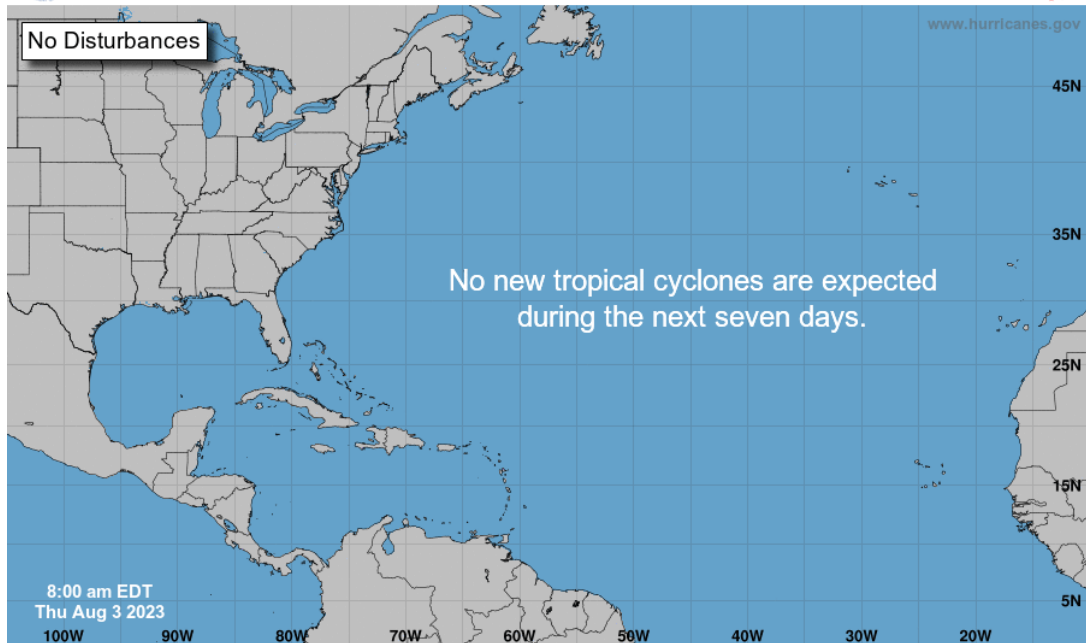 No Disturbances
www.hurricanes.gov
45N
35N
No new tropical cyclones are expected
during the next seven days.
25N
15N
8:00 am EDT
Thu Aug 3 2023
5N
100W 90W 80W 70W 60W 50W 40W 30W 20W